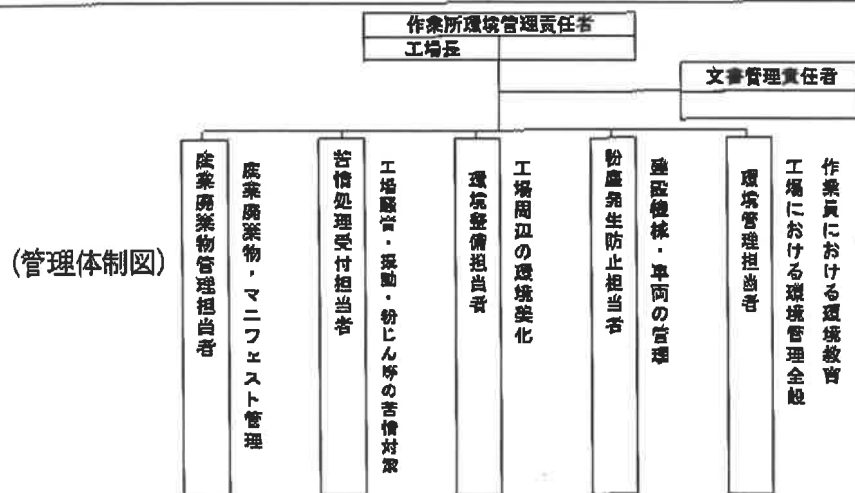 作業所環境管理責任者
工場長
文書管理責任者
(管理体制図)
産業廃棄物管理担当者
産業廃棄物・マニフェスト管理
苦情処理受付担当者
工場騒音・振動・粉じん等の苦情対策
環境整備担当者
工場周辺の環境美化
粉塵発生防止担当者
建設機械・車両の管理
環境管理担当者
工場における環境管理全般
作業員における環境教育